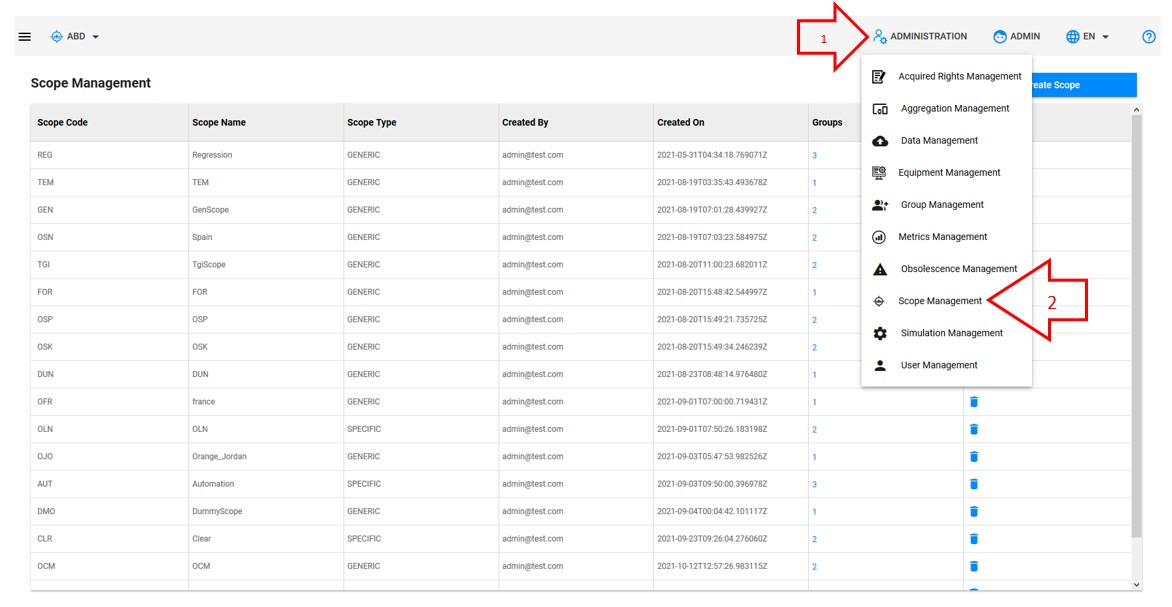 ABD
1
ADMINISTRATION
ADMIN
EN
Scope Management
reate Scope
Acquired Rights Management
Aggregation Management
Data Management
Equipment Management
Group Management
Metrics Management
Obsolescence Management
Scope Management
2
Simulation Management
User Management
Scope Code Scope Name Scope Type Created By Created On Groups
REG Regression GENERIC admin@test.com 2021-05-31T04:34:18.769071Z 3
TEM TEM GENERIC admin@test.com 2021-08-19T03:35:43.493678Z 1
GEN GenScope GENERIC admin@test.com 2021-08-19T07:01:28.439927Z 2
OSN Spain GENERIC admin@test.com 2021-08-19T07:03:23.584975Z 2
TGI TgiScope GENERIC admin@test.com 2021-08-20T11:00:23.682011Z 2
FOR FOR GENERIC admin@test.com 2021-08-20T15:48:42.544997Z 1
OSP OSP GENERIC admin@test.com 2021-08-20T15:49:21.735725Z 2
OSK OSK GENERIC admin@test.com 2021-08-20T15:49:34.246239Z 2
DUN DUN GENERIC admin@test.com 2021-08-23T08:48:14.976480Z 1
OFR france GENERIC admin@test.com 2021-09-01T07:00:00.719431Z 1
OLN OLN SPECIFIC admin@test.com 2021-09-01T07:50:26.183198Z 2
OJO Orange_Jordan GENERIC admin@test.com 2021-09-03T05:47:53.982526Z 1
AUT Automation SPECIFIC admin@test.com 2021-09-03T09:50:00.396978Z 3
DMO DummyScope GENERIC admin@test.com 2021-09-04T00:04:42.101117Z 1
CLR Clear SPECIFIC admin@test.com 2021-09-23T09:26:04.276060Z 2
OCM OCM GENERIC admin@test.com 2021-10-12T12:57:26.983115Z 2